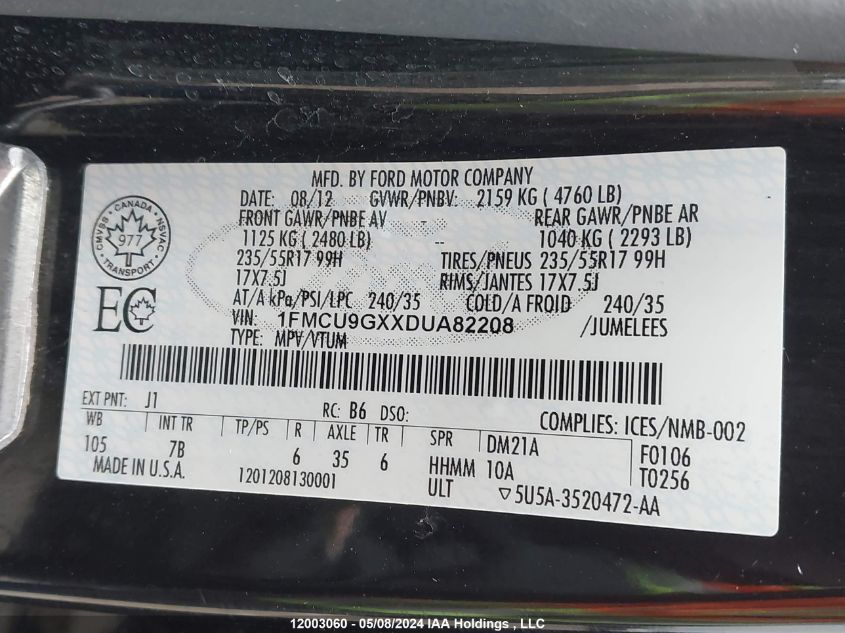 MFD. BY FORD MOTOR COMPANY
DATE: 08/12 GVWR/PNBV: 2159 KG ( 4760 LB)
FRONT GAWR/PNBE AV - REAR GAWR/PNBE AR
1125 KG ( 2480 LB) -- 1040 KG ( 2293 LB)
235/55R17 99H TIRES/PNEUS 235/55R17 99H
17X7.5J RIMS/JANTES 17X7.5J
AT/A kPa/PSI/LPC 240/35 COLD/A FROID 240/35
VIN: 1FMCU9GXXDUA82208 /JUMELEES
TYPE: MPV/VTUM
CMVSS · CANADA · NSVAC
977
· TRANSPORT ·
EC
EXT PNT: J1 RC: B6 DSO: COMPLIES: ICES/NMB-002
WB INT TR TP/PS R AXLE TR SPR DM21A F0106
105 7B 6 35 6 HHMM 10A T0256
MADE IN U.S.A. 1201208130001 ULT ▽5U5A-3520472-AA
12003060 - 05/08/2024 IAA Holdings , LLC